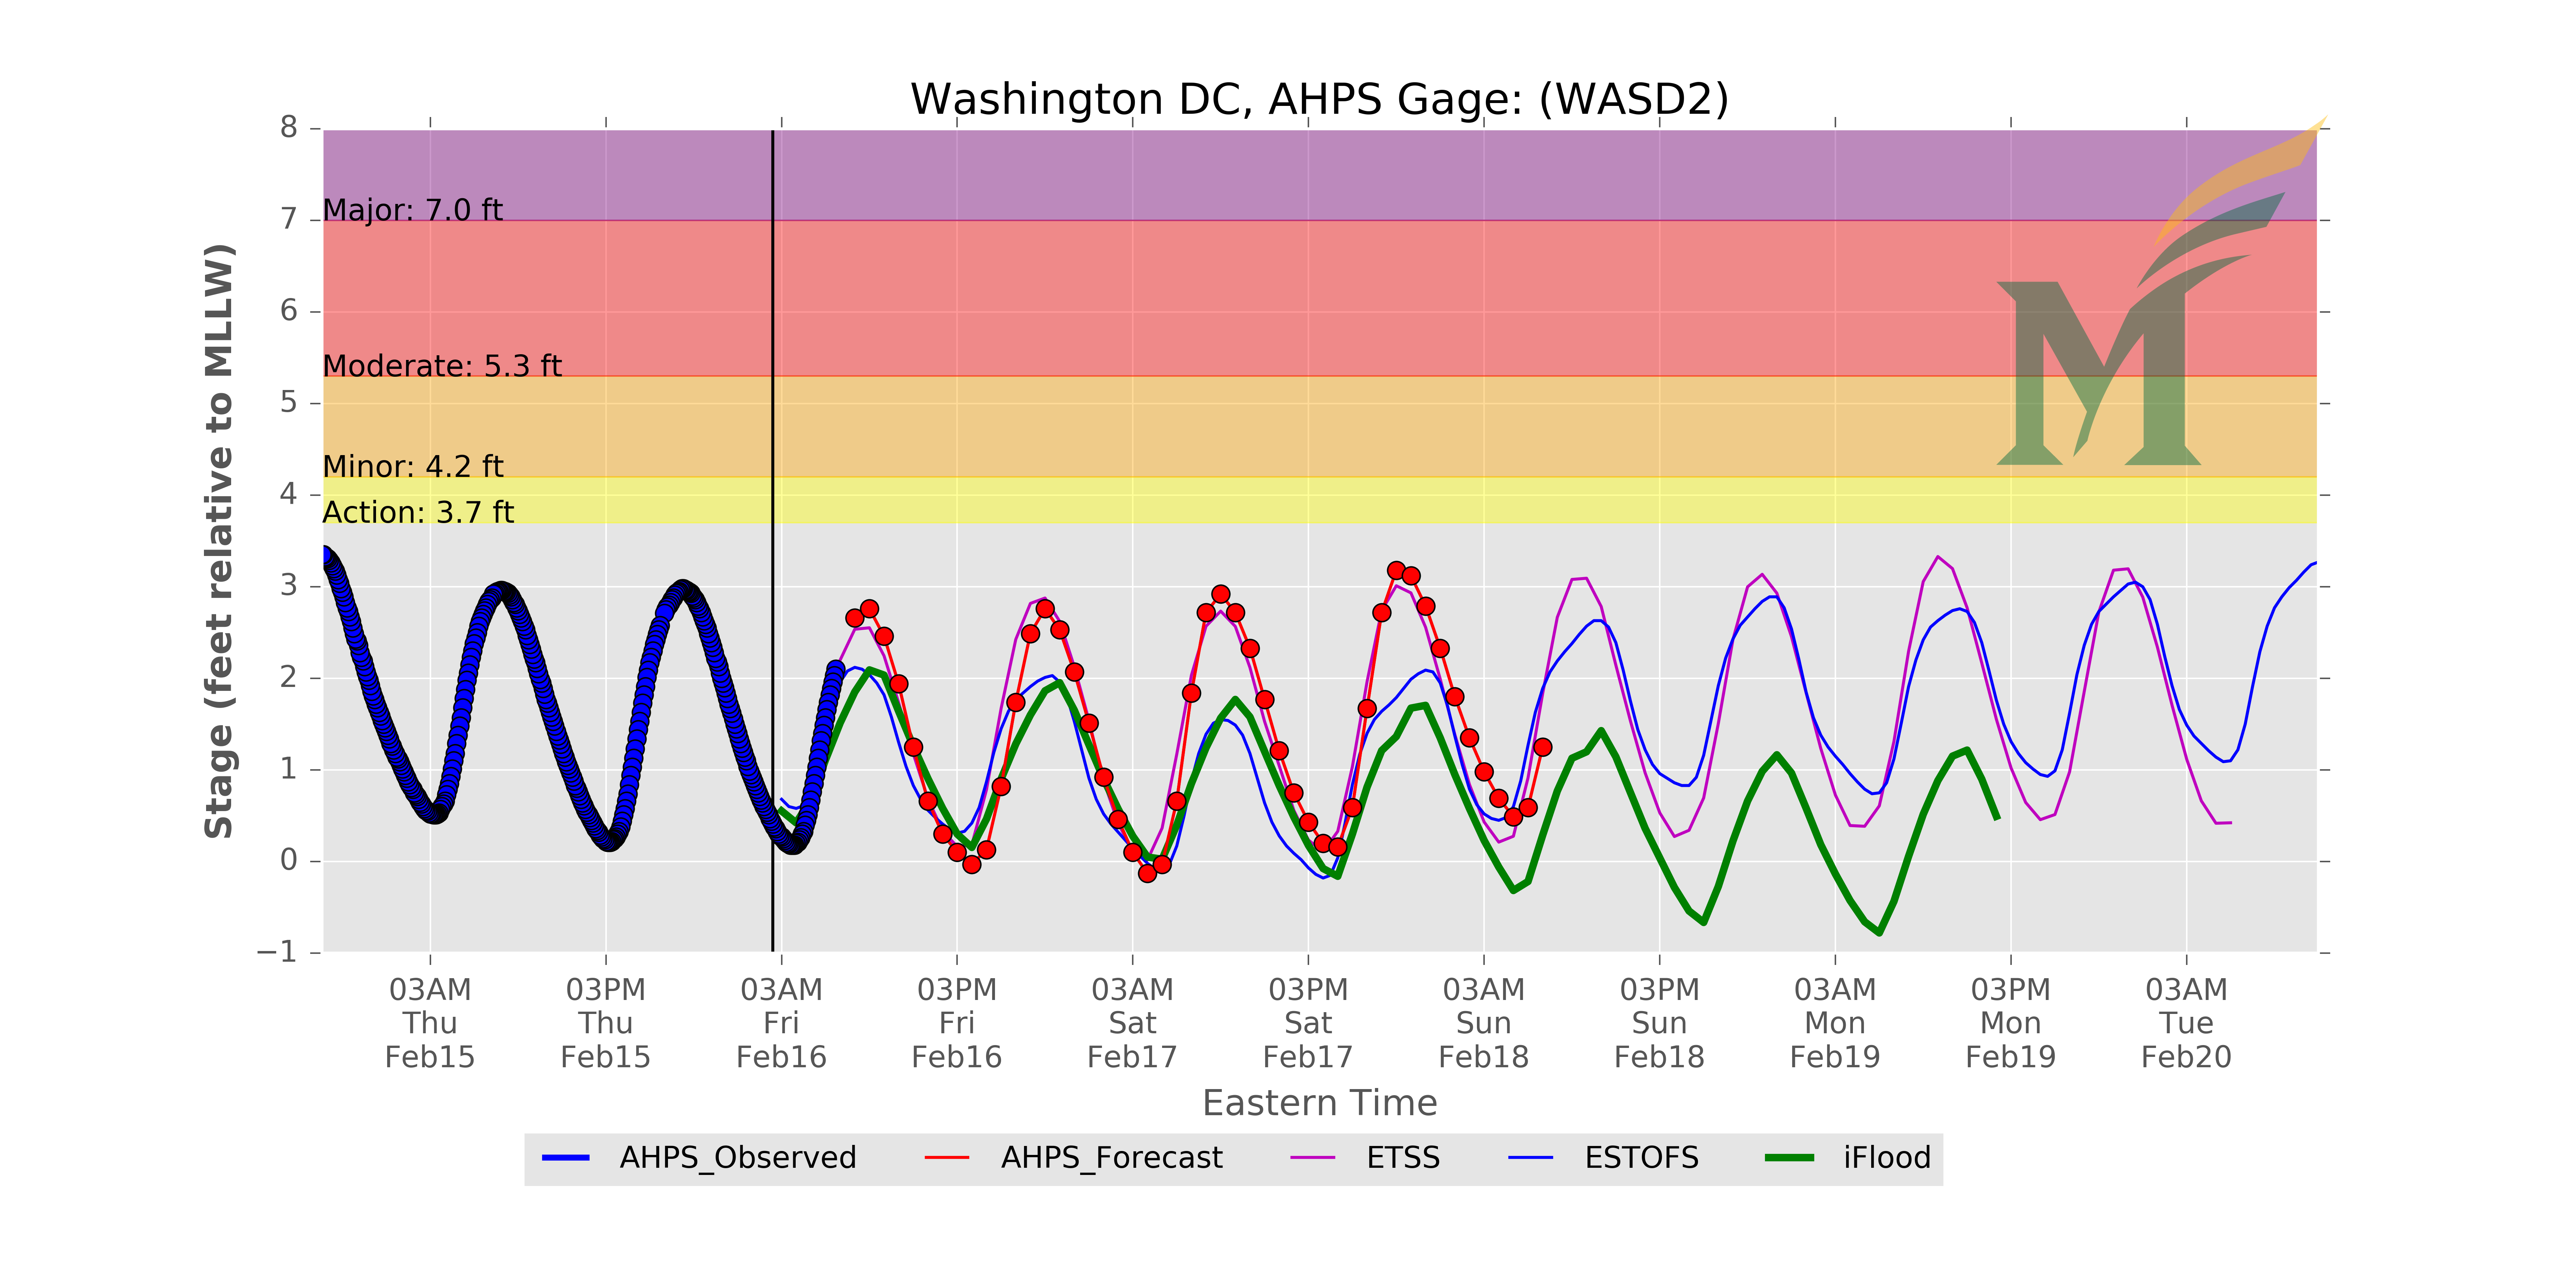 Washington DC, AHPS Gage: (WASD2)
Stage (feet relative to MLLW)
8
7
6
5
4
3
2
1
0
−1
Major: 7.0 ft
Moderate: 5.3 ft
Minor: 4.2 ft
Action: 3.7 ft
M
03AM 03PM 03AM 03PM 03AM 03PM 03AM 03PM 03AM 03PM 03AM
Thu Thu Fri Fri Sat Sat Sun Sun Mon Mon Tue
Feb15 Feb15 Feb16 Feb16 Feb17 Feb17 Feb18 Feb18 Feb19 Feb19 Feb20
Eastern Time
AHPS_Observed AHPS_Forecast ETSS ESTOFS iFlood